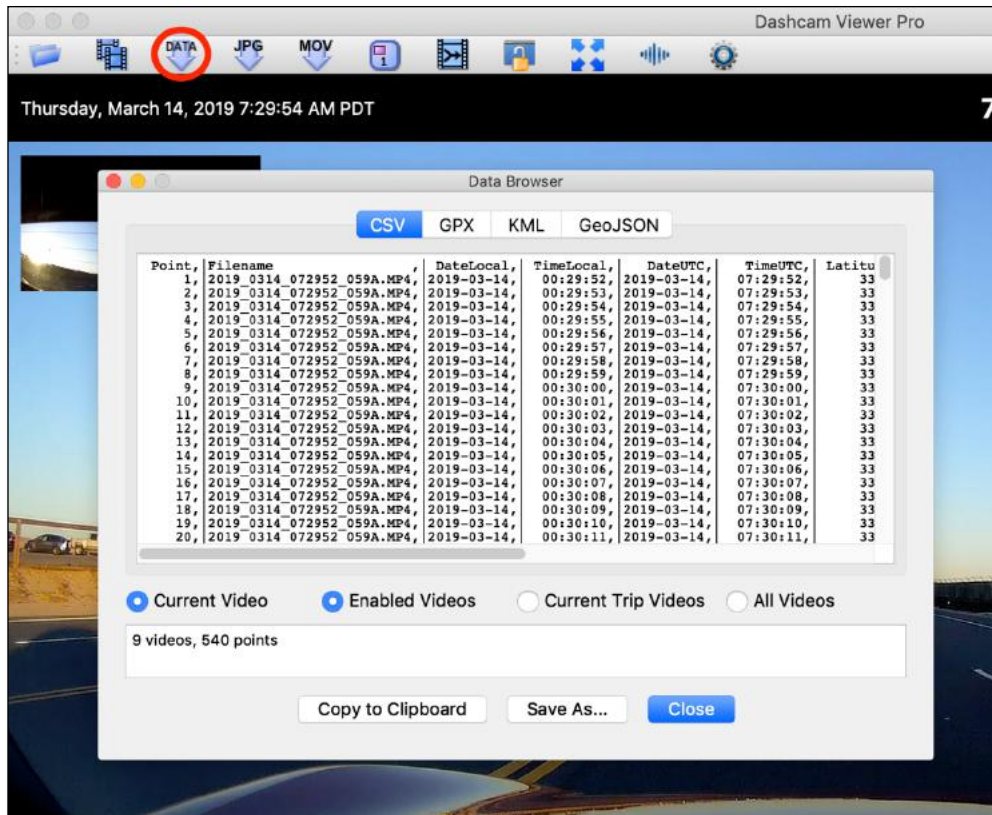 Dashcam Viewer Pro
DATA JPG MOV 1
Thursday, March 14, 2019 7:29:54 AM PDT 7
Data Browser
CSV GPX KML GeoJSON
Point, Filename , DateLocal, TimeLocal, DateUTC, TimeUTC, Latitu
1, 2019_0314_072952_059A.MP4, 2019-03-14, 00:29:52, 2019-03-14, 07:29:52, 33
2, 2019_0314_072952_059A.MP4, 2019-03-14, 00:29:53, 2019-03-14, 07:29:53, 33
3, 2019_0314_072952_059A.MP4, 2019-03-14, 00:29:54, 2019-03-14, 07:29:54, 33
4, 2019_0314_072952_059A.MP4, 2019-03-14, 00:29:55, 2019-03-14, 07:29:55, 33
5, 2019_0314_072952_059A.MP4, 2019-03-14, 00:29:56, 2019-03-14, 07:29:56, 33
6, 2019_0314_072952_059A.MP4, 2019-03-14, 00:29:57, 2019-03-14, 07:29:57, 33
7, 2019_0314_072952_059A.MP4, 2019-03-14, 00:29:58, 2019-03-14, 07:29:58, 33
8, 2019_0314_072952_059A.MP4, 2019-03-14, 00:29:59, 2019-03-14, 07:29:59, 33
9, 2019_0314_072952_059A.MP4, 2019-03-14, 00:30:00, 2019-03-14, 07:30:00, 33
10, 2019_0314_072952_059A.MP4, 2019-03-14, 00:30:01, 2019-03-14, 07:30:01, 33
11, 2019_0314_072952_059A.MP4, 2019-03-14, 00:30:02, 2019-03-14, 07:30:02, 33
12, 2019_0314_072952_059A.MP4, 2019-03-14, 00:30:03, 2019-03-14, 07:30:03, 33
13, 2019_0314_072952_059A.MP4, 2019-03-14, 00:30:04, 2019-03-14, 07:30:04, 33
14, 2019_0314_072952_059A.MP4, 2019-03-14, 00:30:05, 2019-03-14, 07:30:05, 33
15, 2019_0314_072952_059A.MP4, 2019-03-14, 00:30:06, 2019-03-14, 07:30:06, 33
16, 2019_0314_072952_059A.MP4, 2019-03-14, 00:30:07, 2019-03-14, 07:30:07, 33
17, 2019_0314_072952_059A.MP4, 2019-03-14, 00:30:08, 2019-03-14, 07:30:08, 33
18, 2019_0314_072952_059A.MP4, 2019-03-14, 00:30:09, 2019-03-14, 07:30:09, 33
19, 2019_0314_072952_059A.MP4, 2019-03-14, 00:30:10, 2019-03-14, 07:30:10, 33
20, 2019_0314_072952_059A.MP4, 2019-03-14, 00:30:11, 2019-03-14, 07:30:11, 33
Current Video Enabled Videos Current Trip Videos All Videos
9 videos, 540 points
Copy to Clipboard Save As... Close